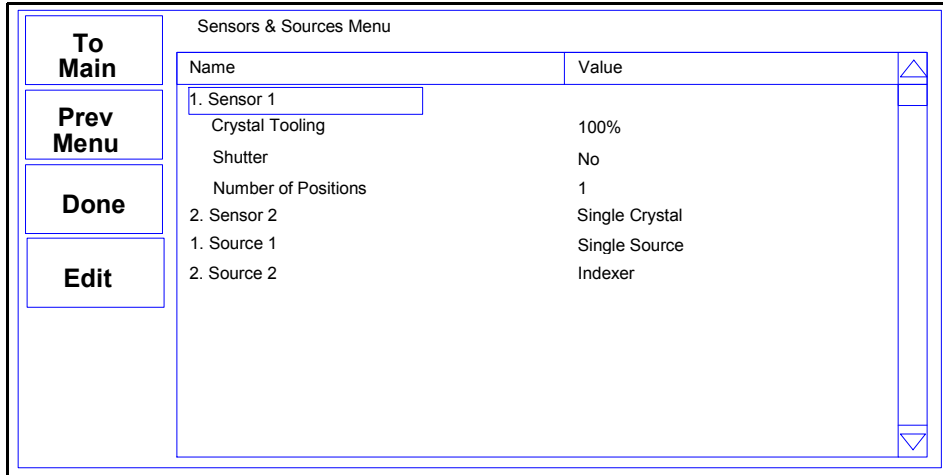 Sensors & Sources Menu
To
Main
Prev
Menu
Done
Edit
Name Value
1. Sensor 1
Crystal Tooling 100%
Shutter No
Number of Positions 1
2. Sensor 2 Single Crystal
1. Source 1 Single Source
2. Source 2 Indexer